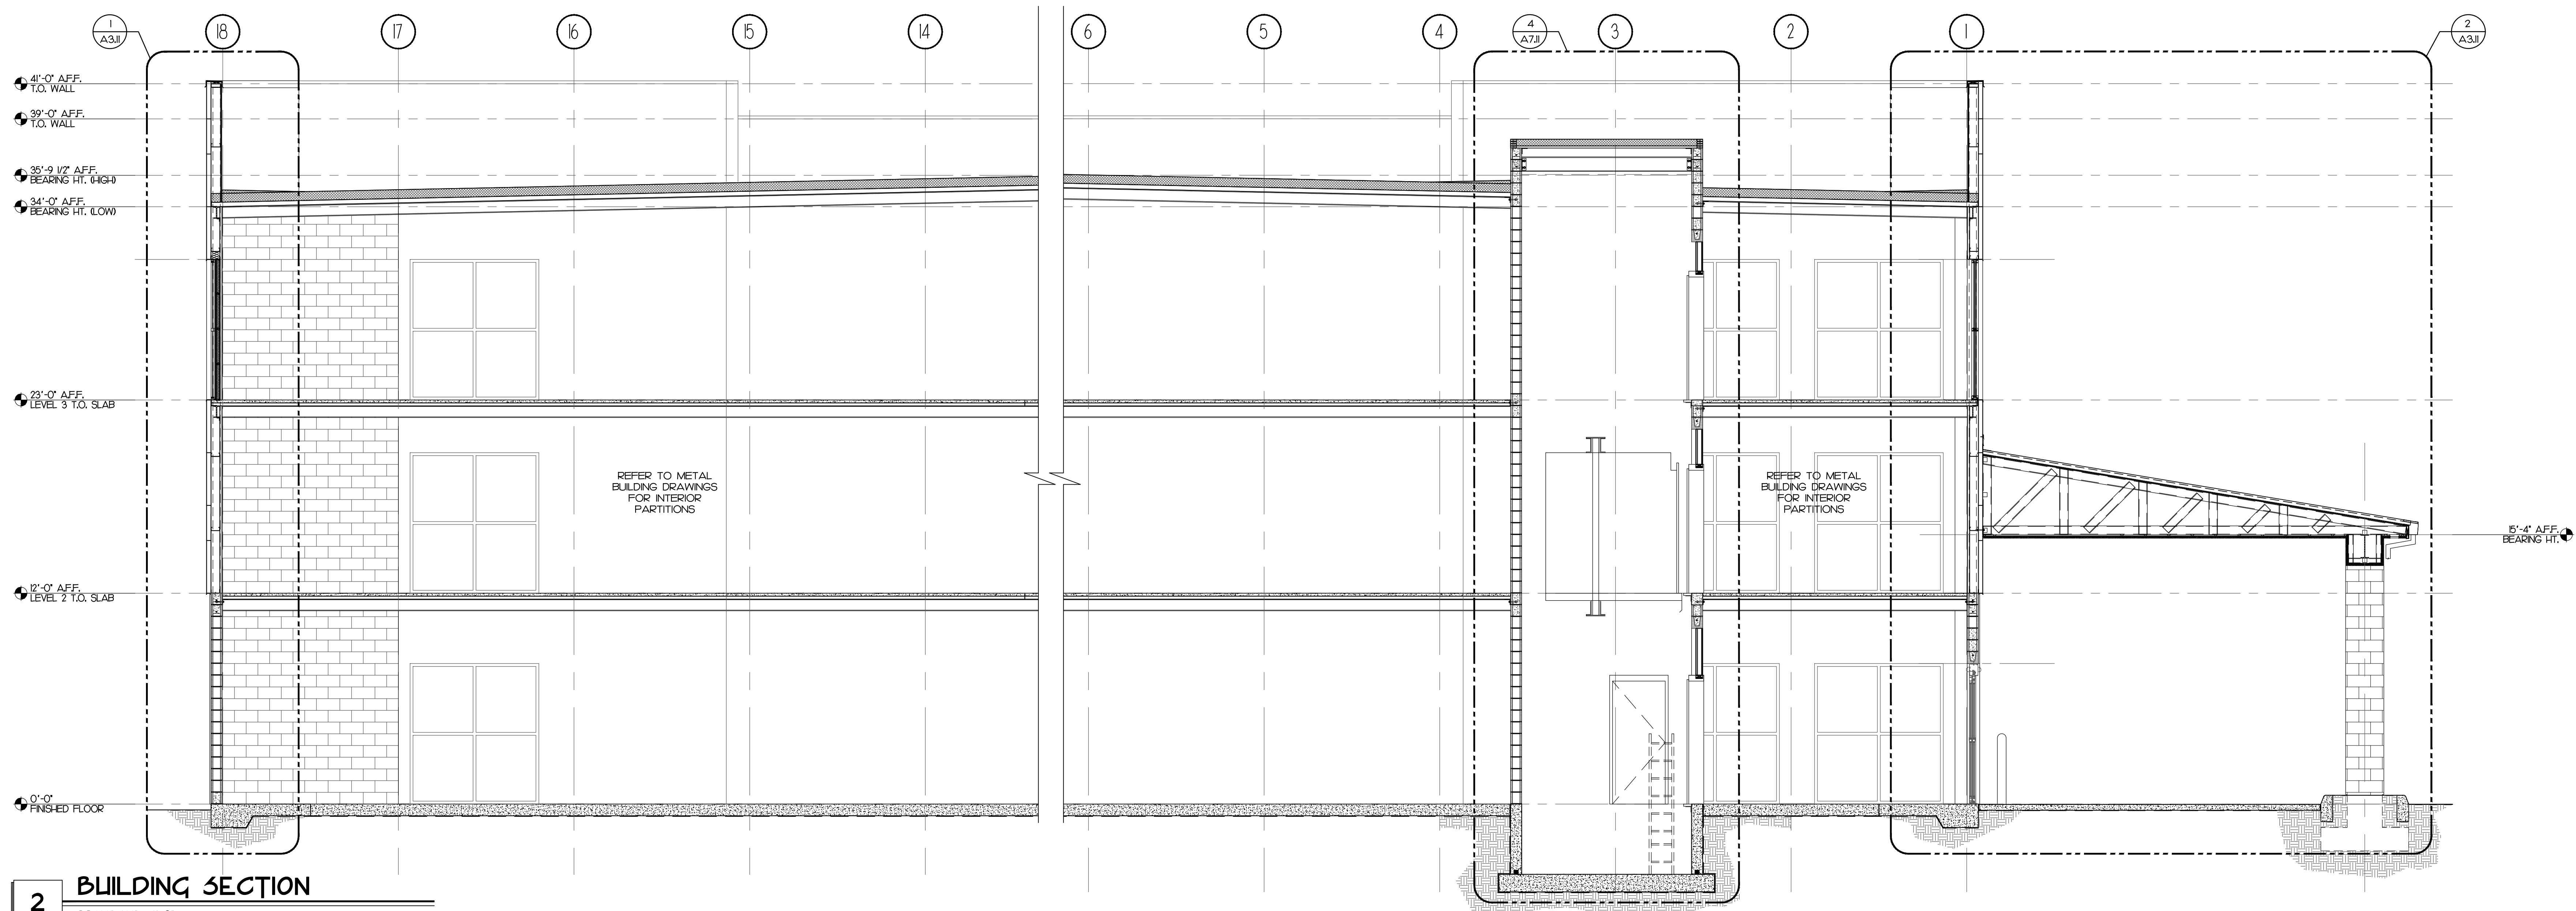 1
A3.11
18
17
16
15
14
6
5
4
4
A7.11
3
2
1
2
A3.11
41'-0" A.F.F.
T.O. WALL
39'-0" A.F.F.
T.O. WALL
35'-9 1/2" A.F.F.
BEARING HT. (HIGH)
34'-0" A.F.F.
BEARING HT. (LOW)
23'-0" A.F.F.
LEVEL 3 T.O. SLAB
REFER TO METAL
BUILDING DRAWINGS
FOR INTERIOR
PARTITIONS
REFER TO METAL
BUILDING DRAWINGS
FOR INTERIOR
PARTITIONS
15'-4" A.F.F.
BEARING HT.
12'-0" A.F.F.
LEVEL 2 T.O. SLAB
0'-0"
FINISHED FLOOR
2
BUILDING SECTION